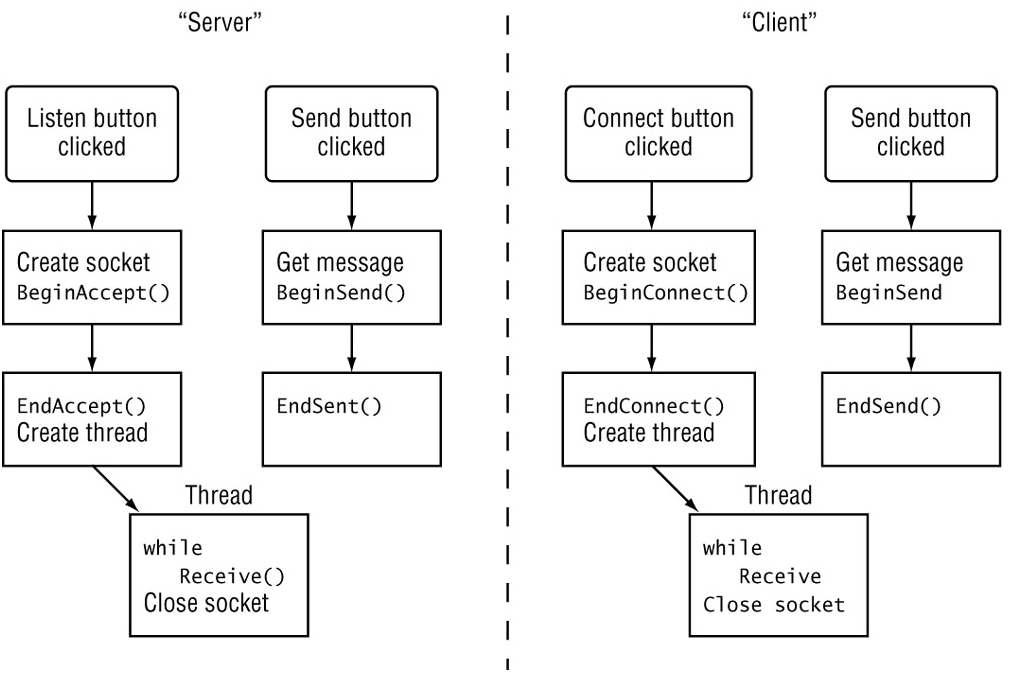 “Server”
Listen button
clicked
Create socket
BeginAccept()
EndAccept()
Create thread
Thread
while
Receive()
Close socket
Send button
clicked
Get message
BeginSend()
EndSent()
“Client”
Connect button
clicked
Create socket
BeginConnect()
EndConnect()
Create thread
Thread
while
Receive
Close socket
Send button
clicked
Get message
BeginSend
EndSend()